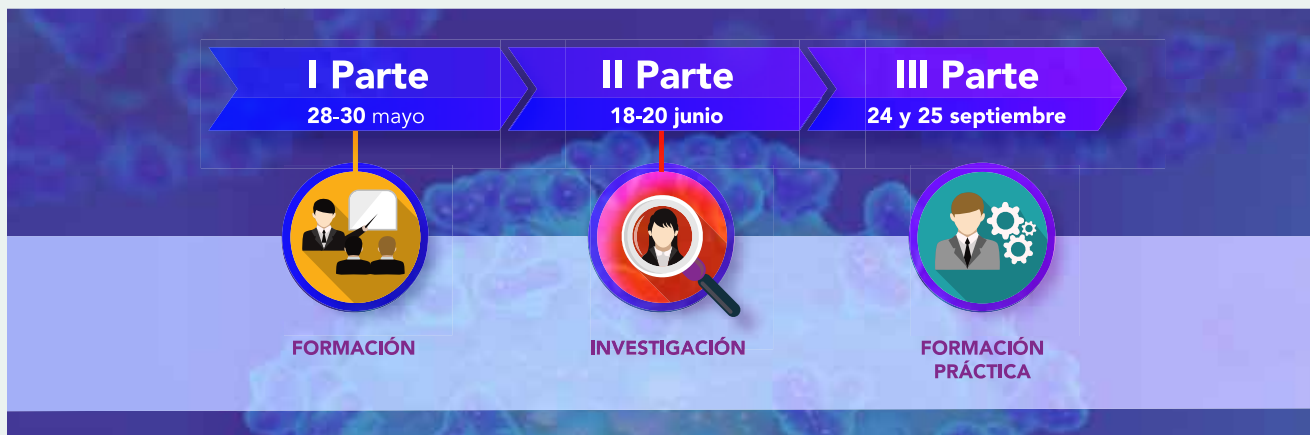 I Parte
28-30 mayo
II Parte
18-20 junio
III Parte
24 y 25 septiembre
FORMACIÓN
INVESTIGACIÓN
FORMACIÓN
PRÁCTICA